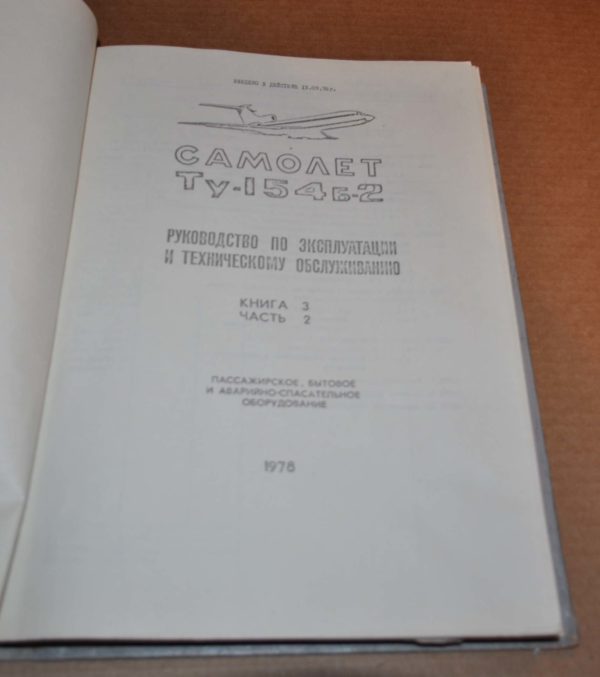 САМОЛЕТ
Ту-154Б-2
РУКОВОДСТВО ПО ЭКСПЛУАТАЦИИ
И ТЕХНИЧЕСКОМУ ОБСЛУЖИВАНИЮ
КНИГА 3
ЧАСТЬ 2
ПАССАЖИРСКОЕ, БЫТОВОЕ
И АВАРИЙНО-СПАСАТЕЛЬНОЕ
ОБОРУДОВАНИЕ
1978